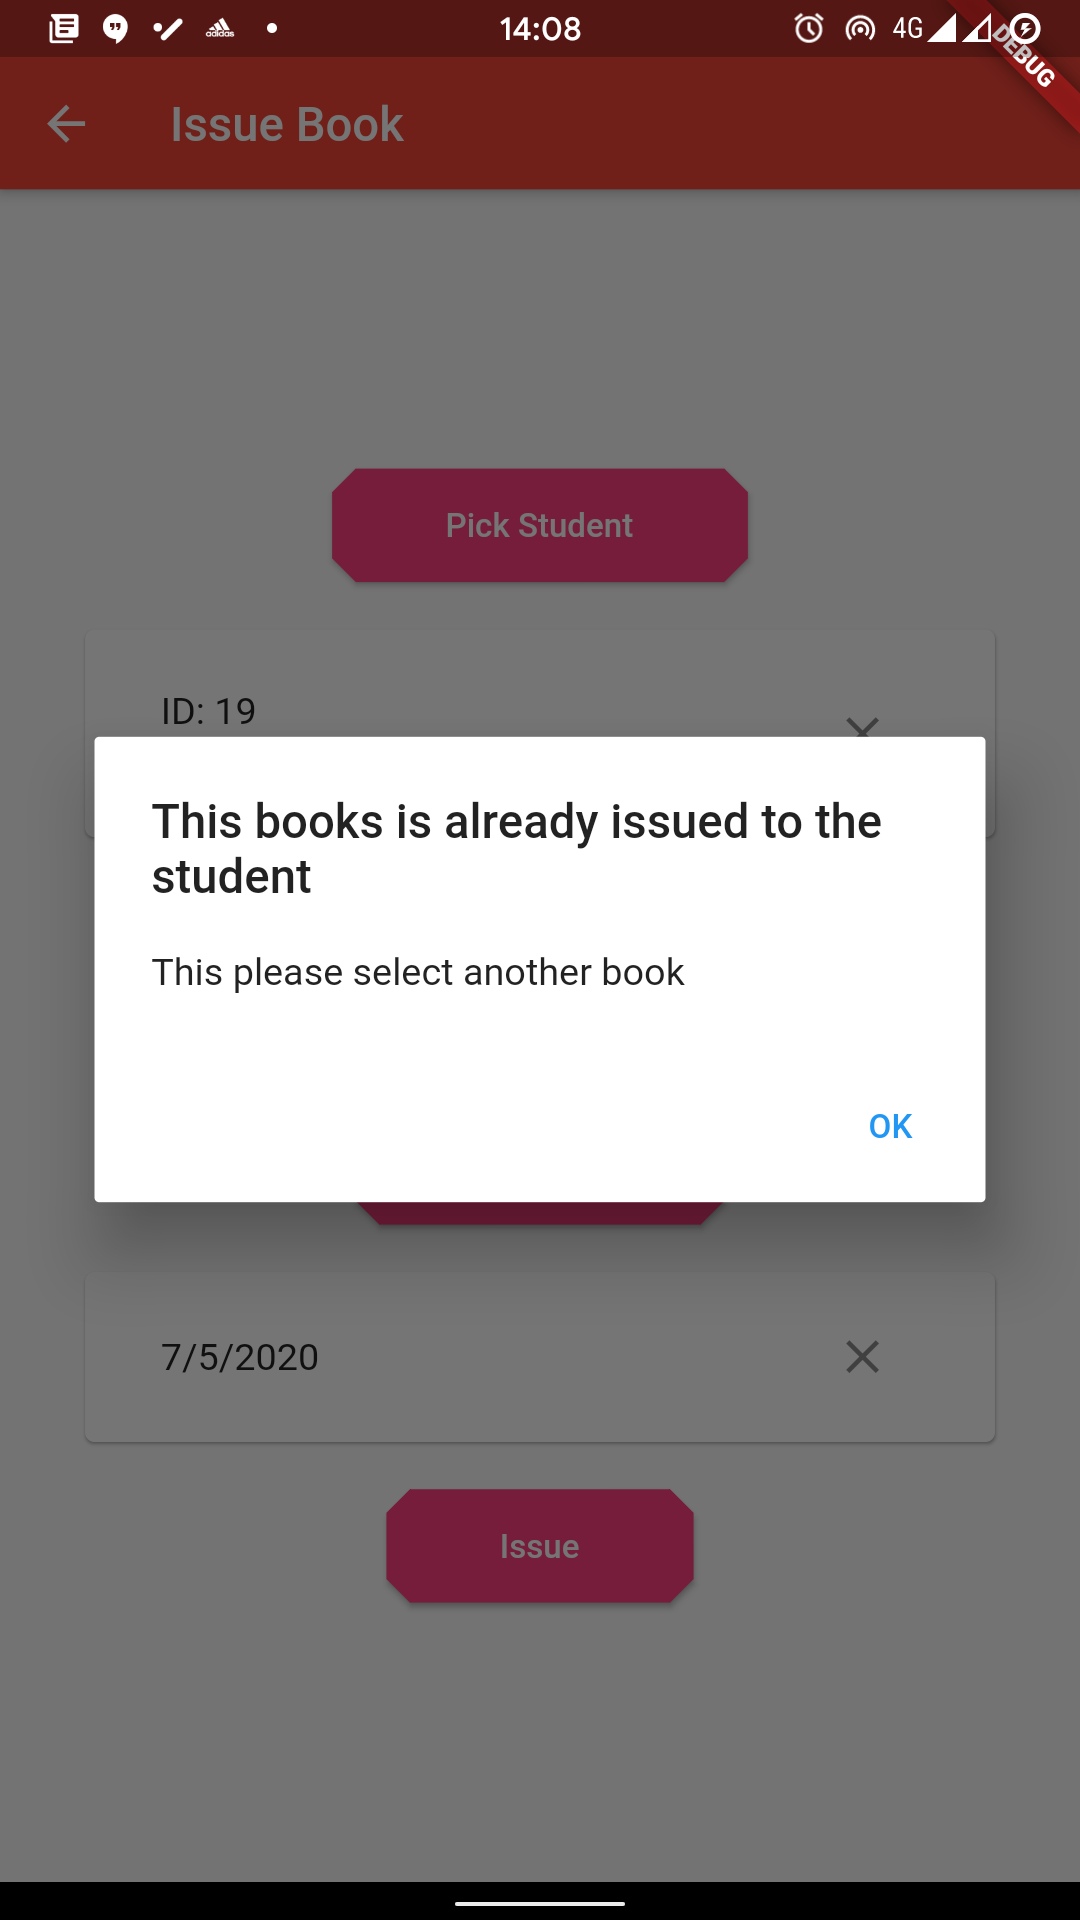 adidas
14:08
4G
DEBUG
Issue Book
Pick Student
ID: 19
This books is already issued to the
student
This please select another book
OK
7/5/2020
Issue